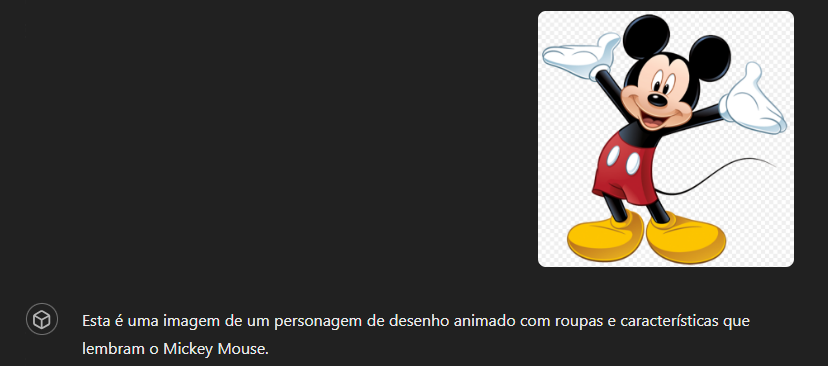 Esta é uma imagem de um personagem de desenho animado com roupas e características que
lembram o Mickey Mouse.